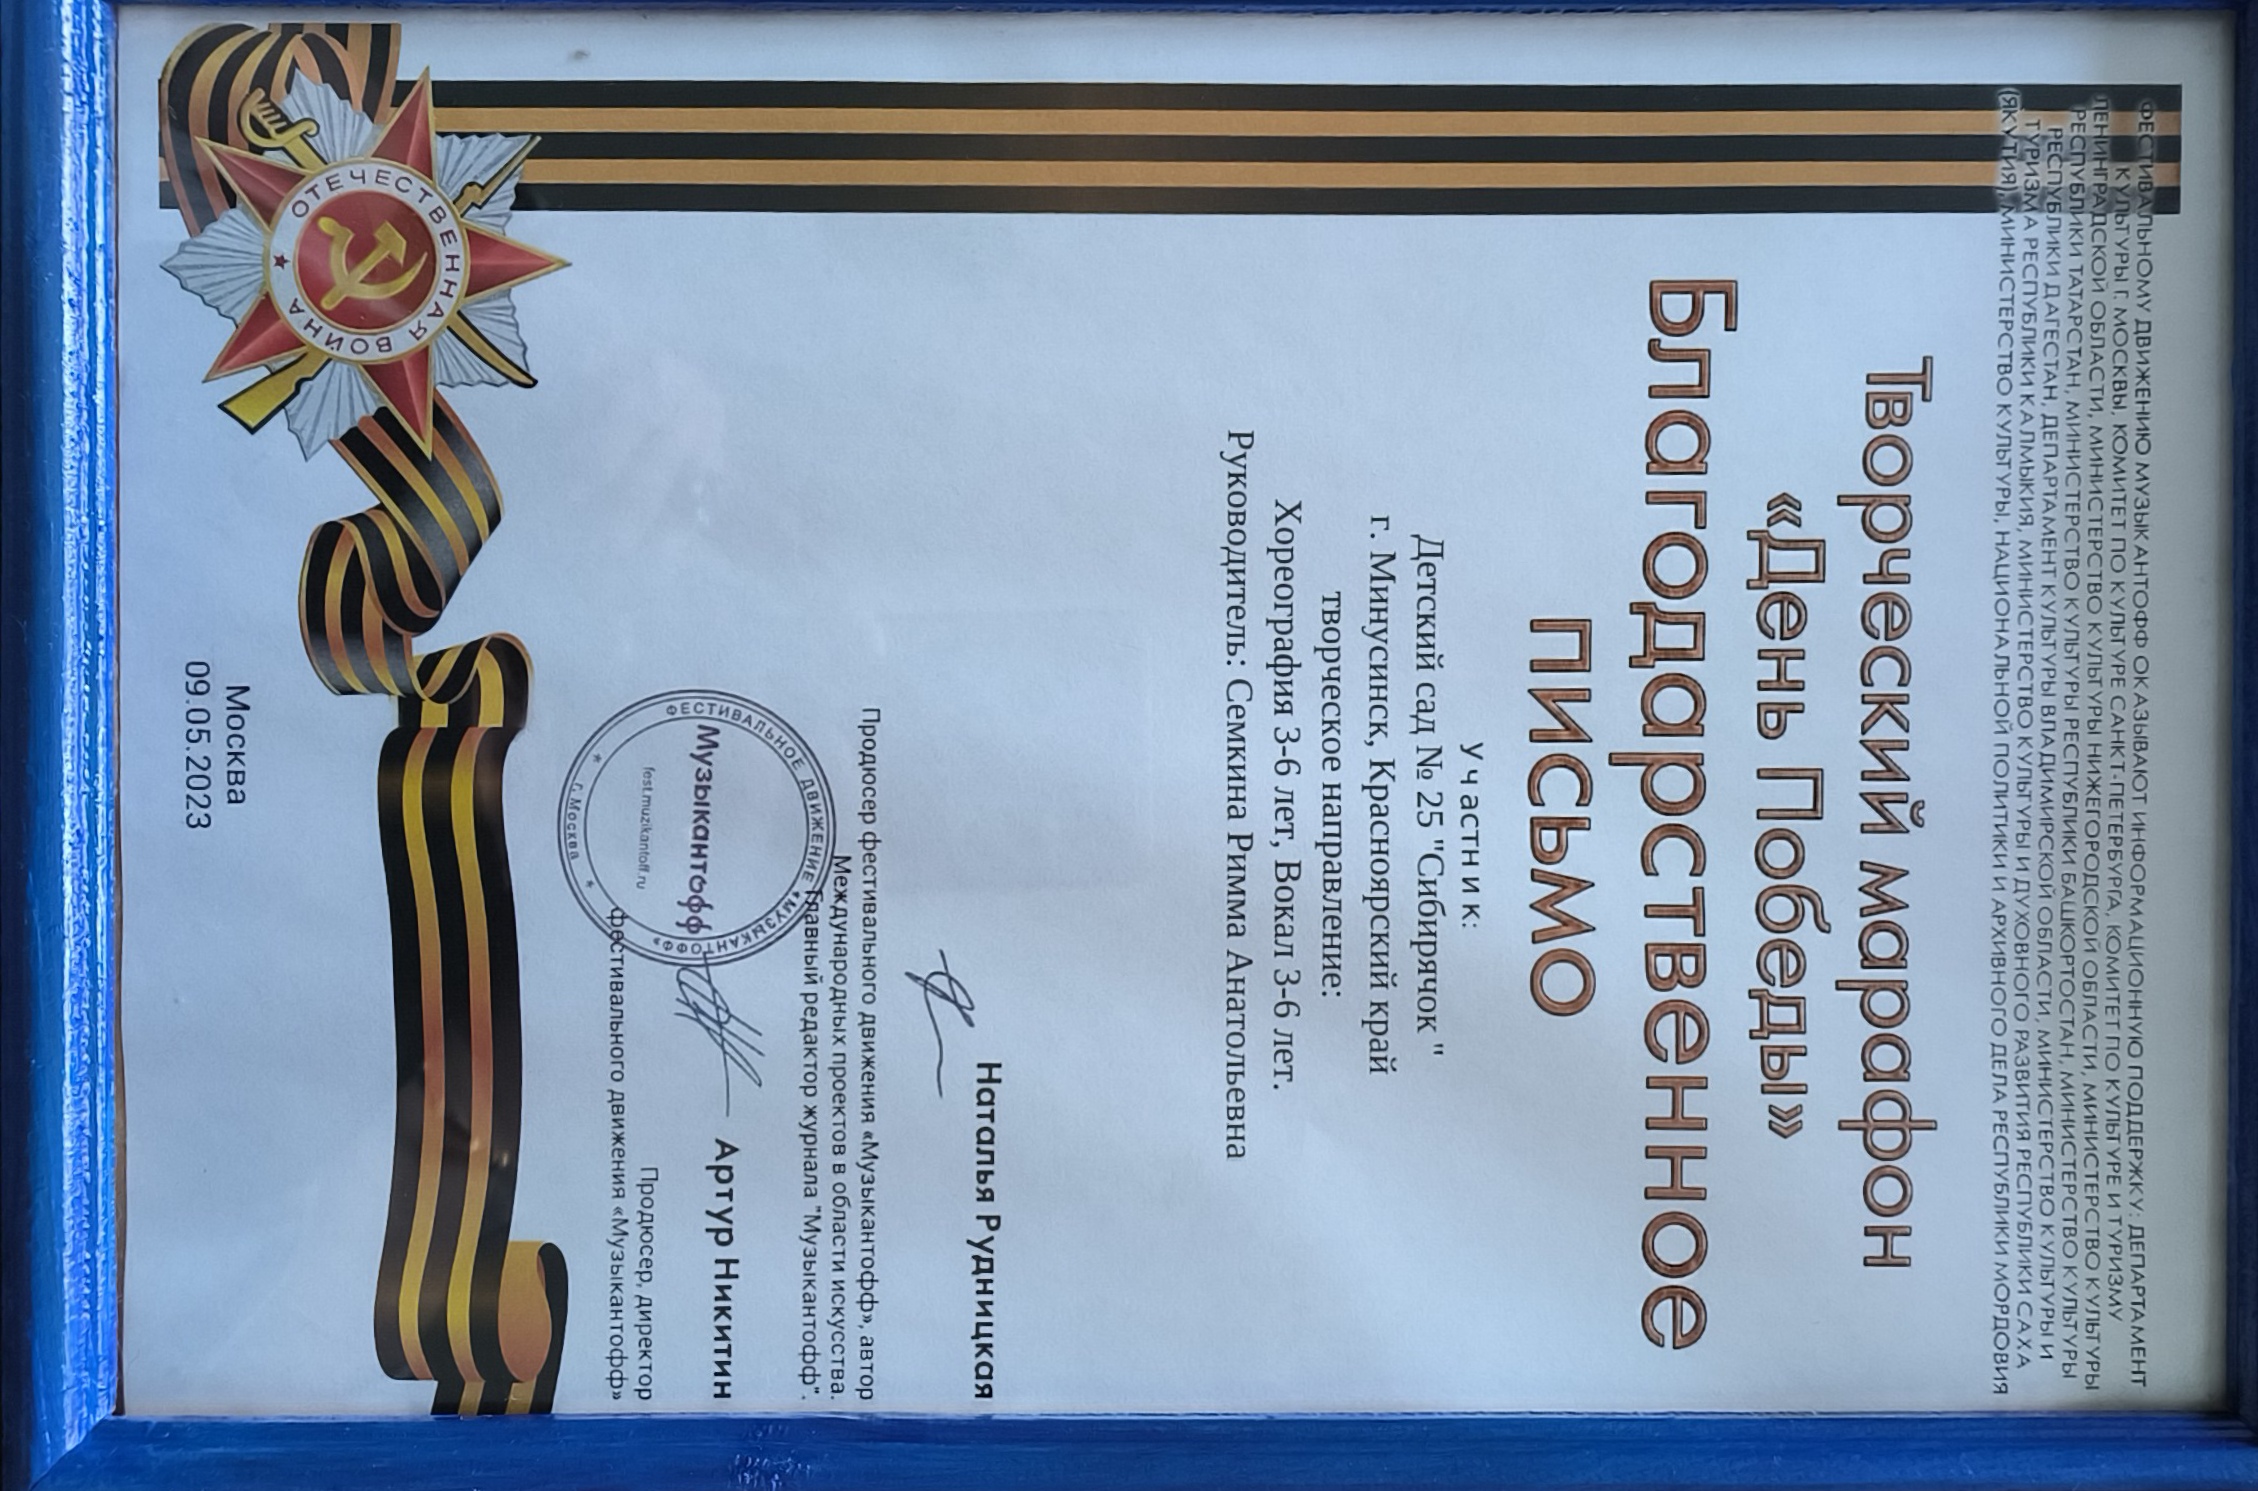 ФЕСТИВАЛЬНОМУ ДВИЖЕНИЮ МУЗЫКАНТОФФ ОКАЗЫВАЮТ ИНФОРМАЦИОННУЮ ПОДДЕРЖКУ: ДЕПАРТАМЕНТ
КУЛЬТУРЫ Г. МОСКВЫ, КОМИТЕТ ПО КУЛЬТУРЕ САНКТ-ПЕТЕРБУРГА, КОМИТЕТ ПО КУЛЬТУРЕ И ТУРИЗМУ
ЛЕНИНГРАДСКОЙ ОБЛАСТИ, МИНИСТЕРСТВО КУЛЬТУРЫ НИЖЕГОРОДСКОЙ ОБЛАСТИ, МИНИСТЕРСТВО КУЛЬТУРЫ
РЕСПУБЛИКИ ТАТАРСТАН, МИНИСТЕРСТВО КУЛЬТУРЫ РЕСПУБЛИКИ БАШКОРТОСТАН, МИНИСТЕРСТВО КУЛЬТУРЫ
РЕСПУБЛИКИ ДАГЕСТАН, ДЕПАРТАМЕНТ КУЛЬТУРЫ ВЛАДИМИРСКОЙ ОБЛАСТИ, МИНИСТЕРСТВО КУЛЬТУРЫ И
ТУРИЗМА РЕСПУБЛИКИ КАЛМЫКИЯ, МИНИСТЕРСТВО КУЛЬТУРЫ И ДУХОВНОГО РАЗВИТИЯ РЕСПУБЛИКИ САХА
(ЯКУТИЯ), МИНИСТЕРСТВО КУЛЬТУРЫ, НАЦИОНАЛЬНОЙ ПОЛИТИКИ И АРХИВНОГО ДЕЛА РЕСПУБЛИКИ МОРДОВИЯ
Творческий марафон
«День Победы»
Благодарственное
письмо
Участник:
Детский сад № 25 "Сибирячок "
г. Минусинск, Красноярский край
творческое направление:
Хореография 3-6 лет, Вокал 3-6 лет.
Руководитель: Семкина Римма Анатольевна
Наталья Рудницкая
Продюсер фестивального движения «Музыкантофф», автор
Международных проектов в области искусства.
Главный редактор журнала "Музыкантофф".
Артур Никитин
Продюсер, директор
фестивального движения «Музыкантофф»
ФЕСТИВАЛЬНОЕ ДВИЖЕНИЕ * «МУЗЫКАНТОФФ»
Музыкантофф
fest.muzikantoff.ru
* г. Москва *
ОТЕЧЕСТВЕННАЯ ВОЙНА
Москва
09.05.2023